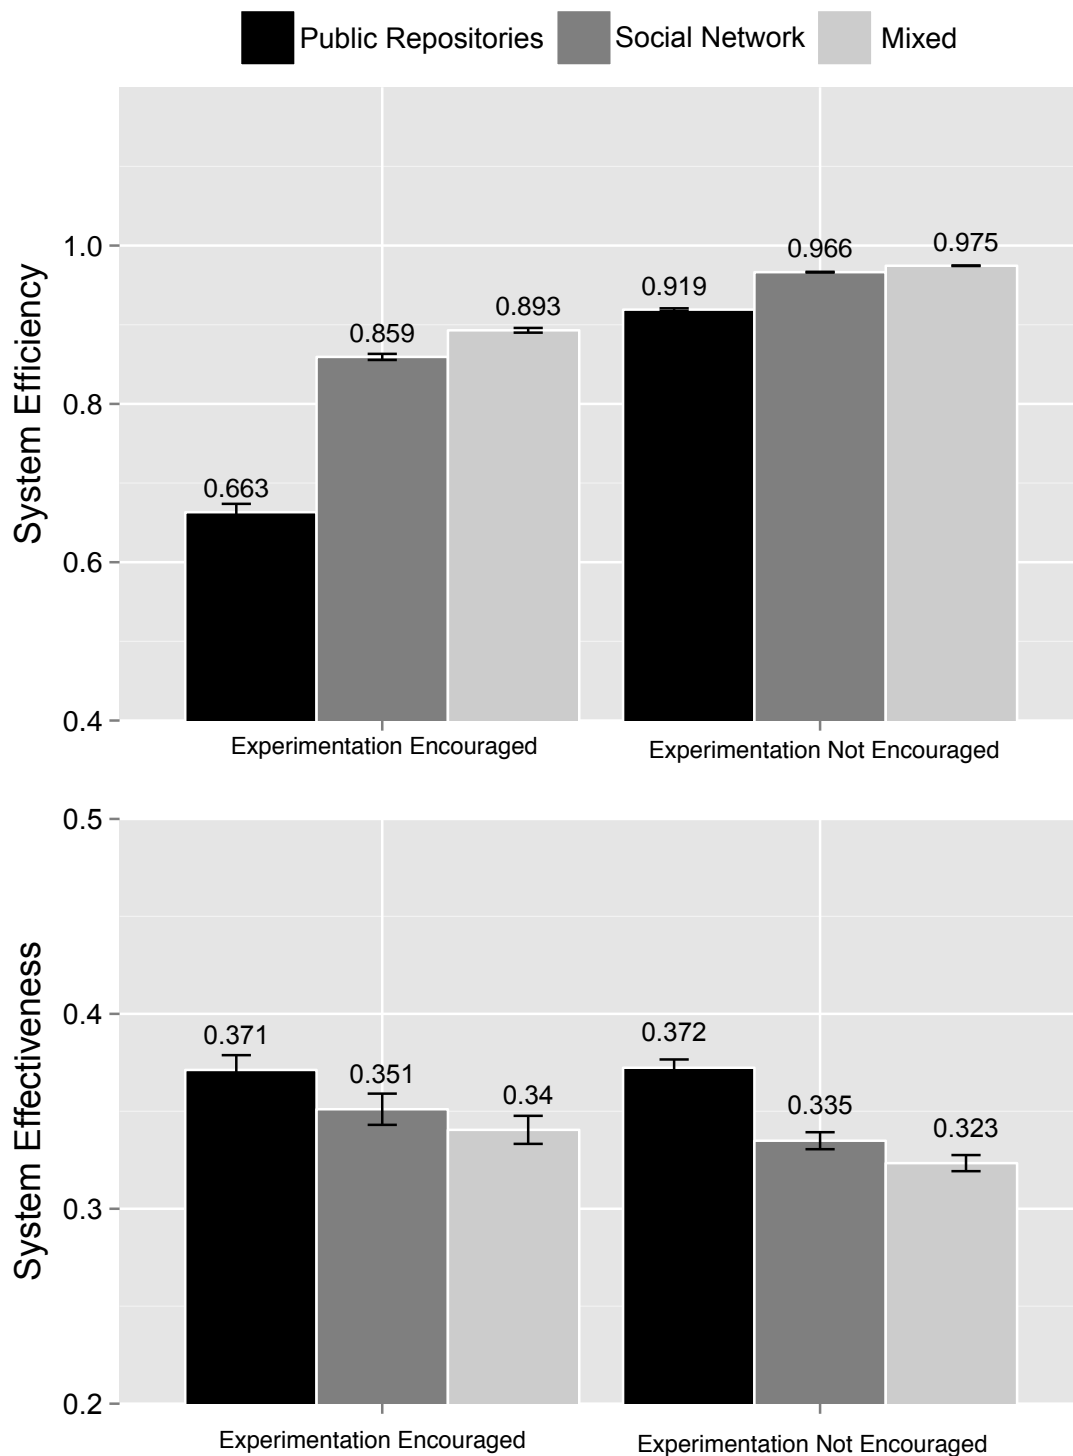 Public Repositories Social Network Mixed
System Efficiency
1.0
0.8
0.6
0.4
0.663
0.859
0.893
0.919
0.966
0.975
Experimentation Encouraged
Experimentation Not Encouraged
System Effectiveness
0.5
0.4
0.3
0.2
0.371
0.351
0.34
0.372
0.335
0.323
Experimentation Encouraged
Experimentation Not Encouraged